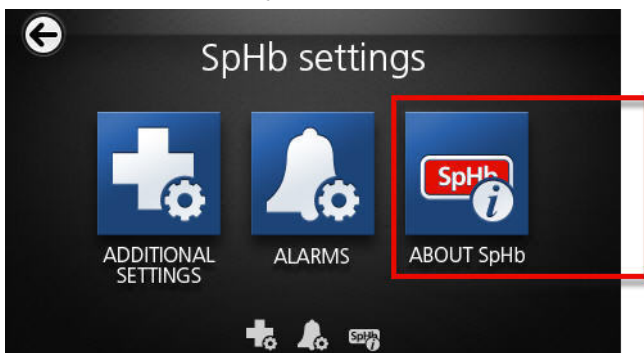 SpHb settings
SpHb
i
ADDITIONAL
SETTINGS
ALARMS
ABOUT SpHb
SpHb
i